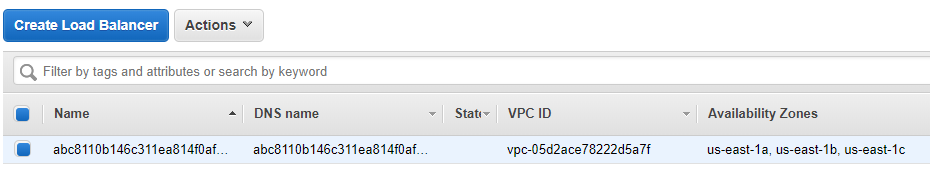 Create Load Balancer Actions
Filter by tags and attributes or search by keyword
Name DNS name State VPC ID Availability Zones
abc8110b146c311ea814f0af... abc8110b146c311ea814f0af... vpc-05d2ace78222d5a7f us-east-1a, us-east-1b, us-east-1c